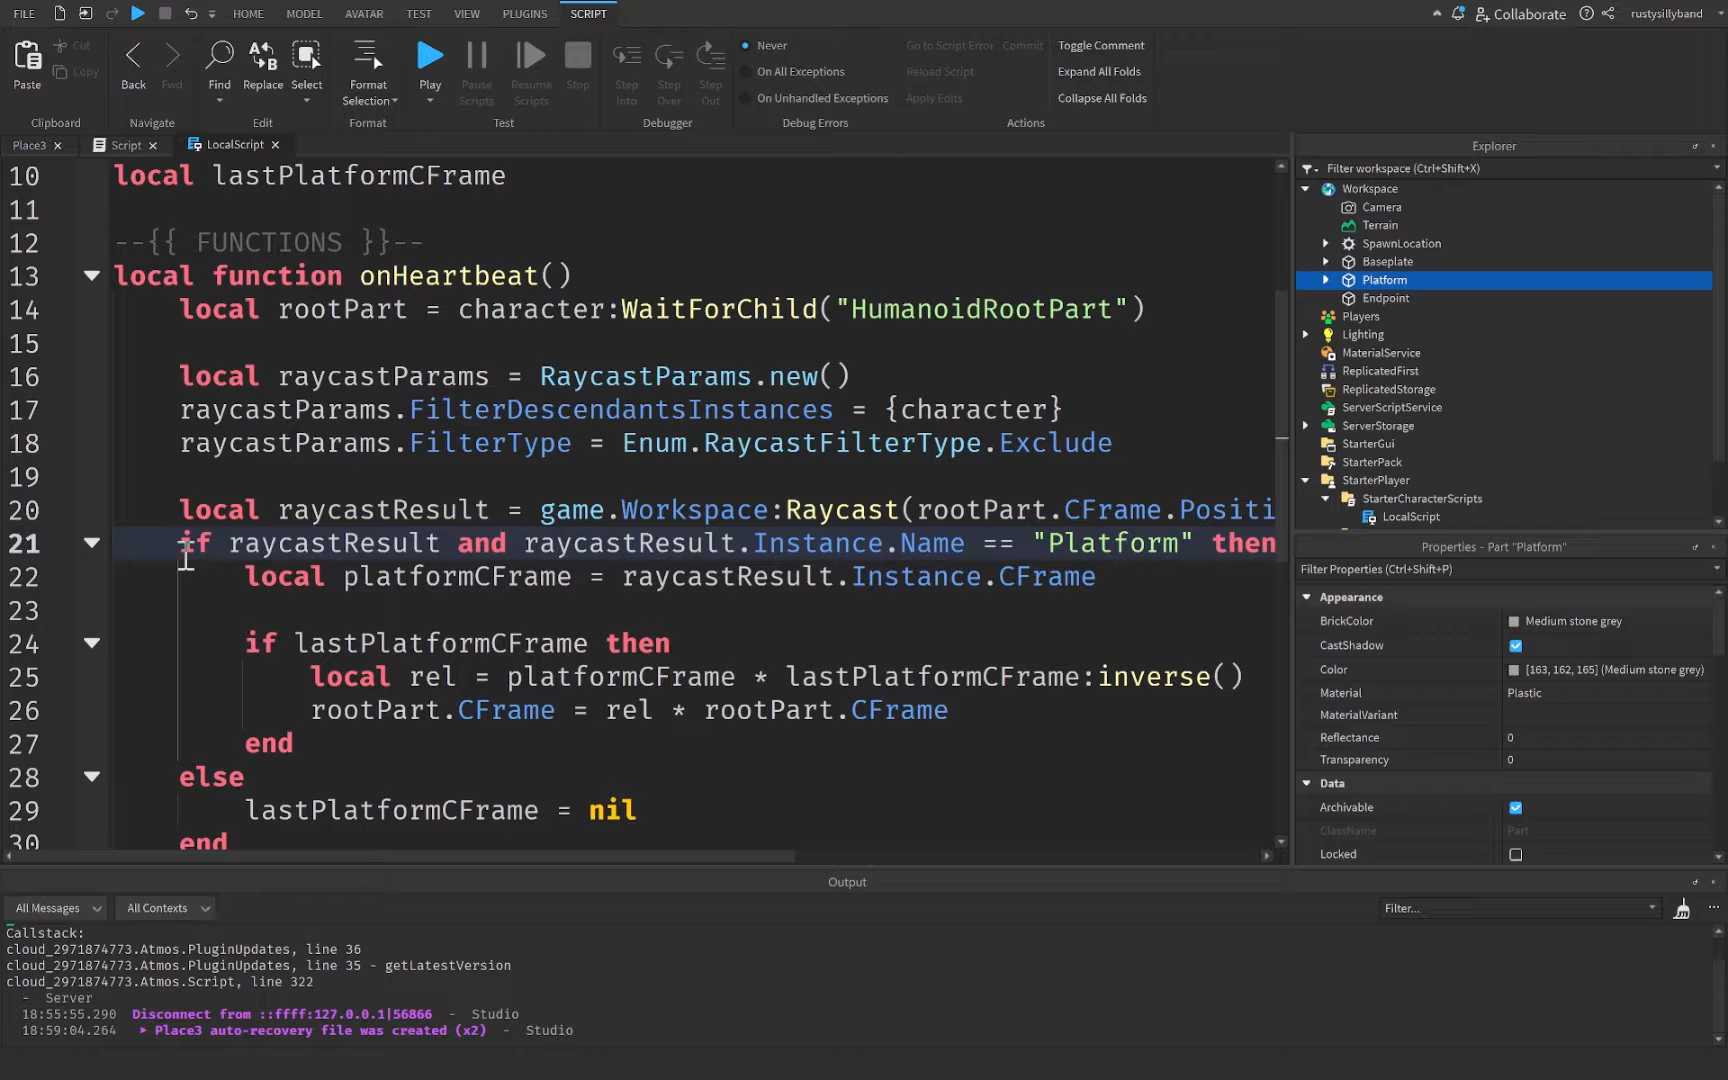 FILE HOME MODEL AVATAR TEST VIEW PLUGINS SCRIPT Collaborate rustysillyband
Paste Cut Copy Back Fwd Find Replace Select Format Selection Play Pause Scripts Resume Scripts Stop Step Into Step Over Step Out
Never Go to Script Error Commit Toggle Comment
On All Exceptions Reload Script Expand All Folds
On Unhandled Exceptions Apply Edits Collapse All Folds
Clipboard Navigate Edit Format Test Debugger Debug Errors Actions
Place3 Script LocalScript
10 local lastPlatformCFrame
11
12 --{{ FUNCTIONS }}--
13 local function onHeartbeat()
14 local rootPart = character:WaitForChild("HumanoidRootPart")
15
16 local raycastParams = RaycastParams.new()
17 raycastParams.FilterDescendantsInstances = {character}
18 raycastParams.FilterType = Enum.RaycastFilterType.Exclude
19
20 local raycastResult = game.Workspace:Raycast(rootPart.CFrame.Positi
21 if raycastResult and raycastResult.Instance.Name == "Platform" then
22 local platformCFrame = raycastResult.Instance.CFrame
23
24 if lastPlatformCFrame then
25 local rel = platformCFrame * lastPlatformCFrame:inverse()
26 rootPart.CFrame = rel * rootPart.CFrame
27 end
28 else
29 lastPlatformCFrame = nil
30 end
Explorer
Filter workspace (Ctrl+Shift+X)
Workspace
Camera
Terrain
SpawnLocation
Baseplate
Platform
Endpoint
Players
Lighting
MaterialService
ReplicatedFirst
ReplicatedStorage
ServerScriptService
ServerStorage
StarterGui
StarterPack
StarterPlayer
StarterCharacterScripts
LocalScript
Properties - Part "Platform"
Filter Properties (Ctrl+Shift+P)
Appearance
BrickColor Medium stone grey
CastShadow
Color [163, 162, 165] (Medium stone grey)
Material Plastic
MaterialVariant
Reflectance 0
Transparency 0
Data
Archivable
ClassName Part
Locked
Output
All Messages All Contexts Filter...
Callstack:
cloud_2971874773.Atmos.PluginUpdates, line 36
cloud_2971874773.Atmos.PluginUpdates, line 35 - getLatestVersion
cloud_2971874773.Atmos.Script, line 322
- Server
18:55:55.290 Disconnect from ::ffff:127.0.0.1|56866 - Studio
18:59:04.264 Place3 auto-recovery file was created (x2) - Studio